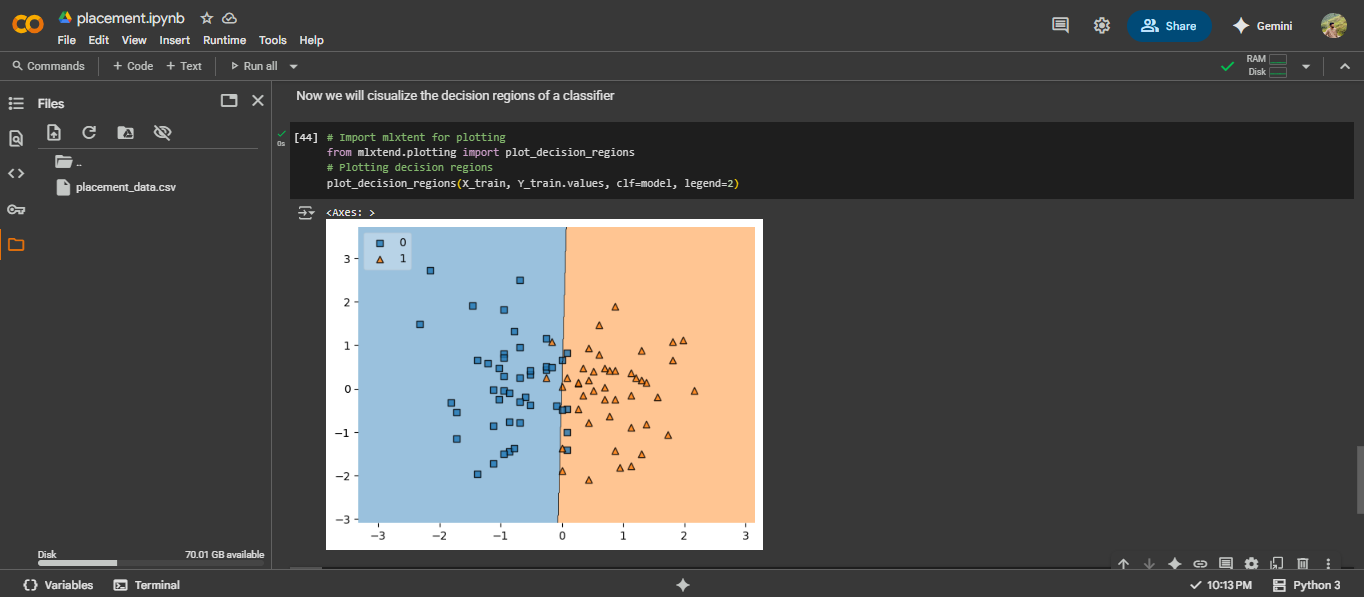 placement.ipynb
File Edit View Insert Runtime Tools Help
Share
Gemini
Commands + Code + Text Run all
RAM
Disk
Files
..
placement_data.csv
Disk 70.01 GB available
Now we will cisualize the decision regions of a classifier
0s
[44] # Import mlxtent for plotting
from mlxtend.plotting import plot_decision_regions
# Plotting decision regions
plot_decision_regions(X_train, Y_train.values, clf=model, legend=2)
<Axes: >
0
1
3
2
1
0
−1
−2
−3
−3 −2 −1 0 1 2 3
Variables Terminal
10:13 PM Python 3